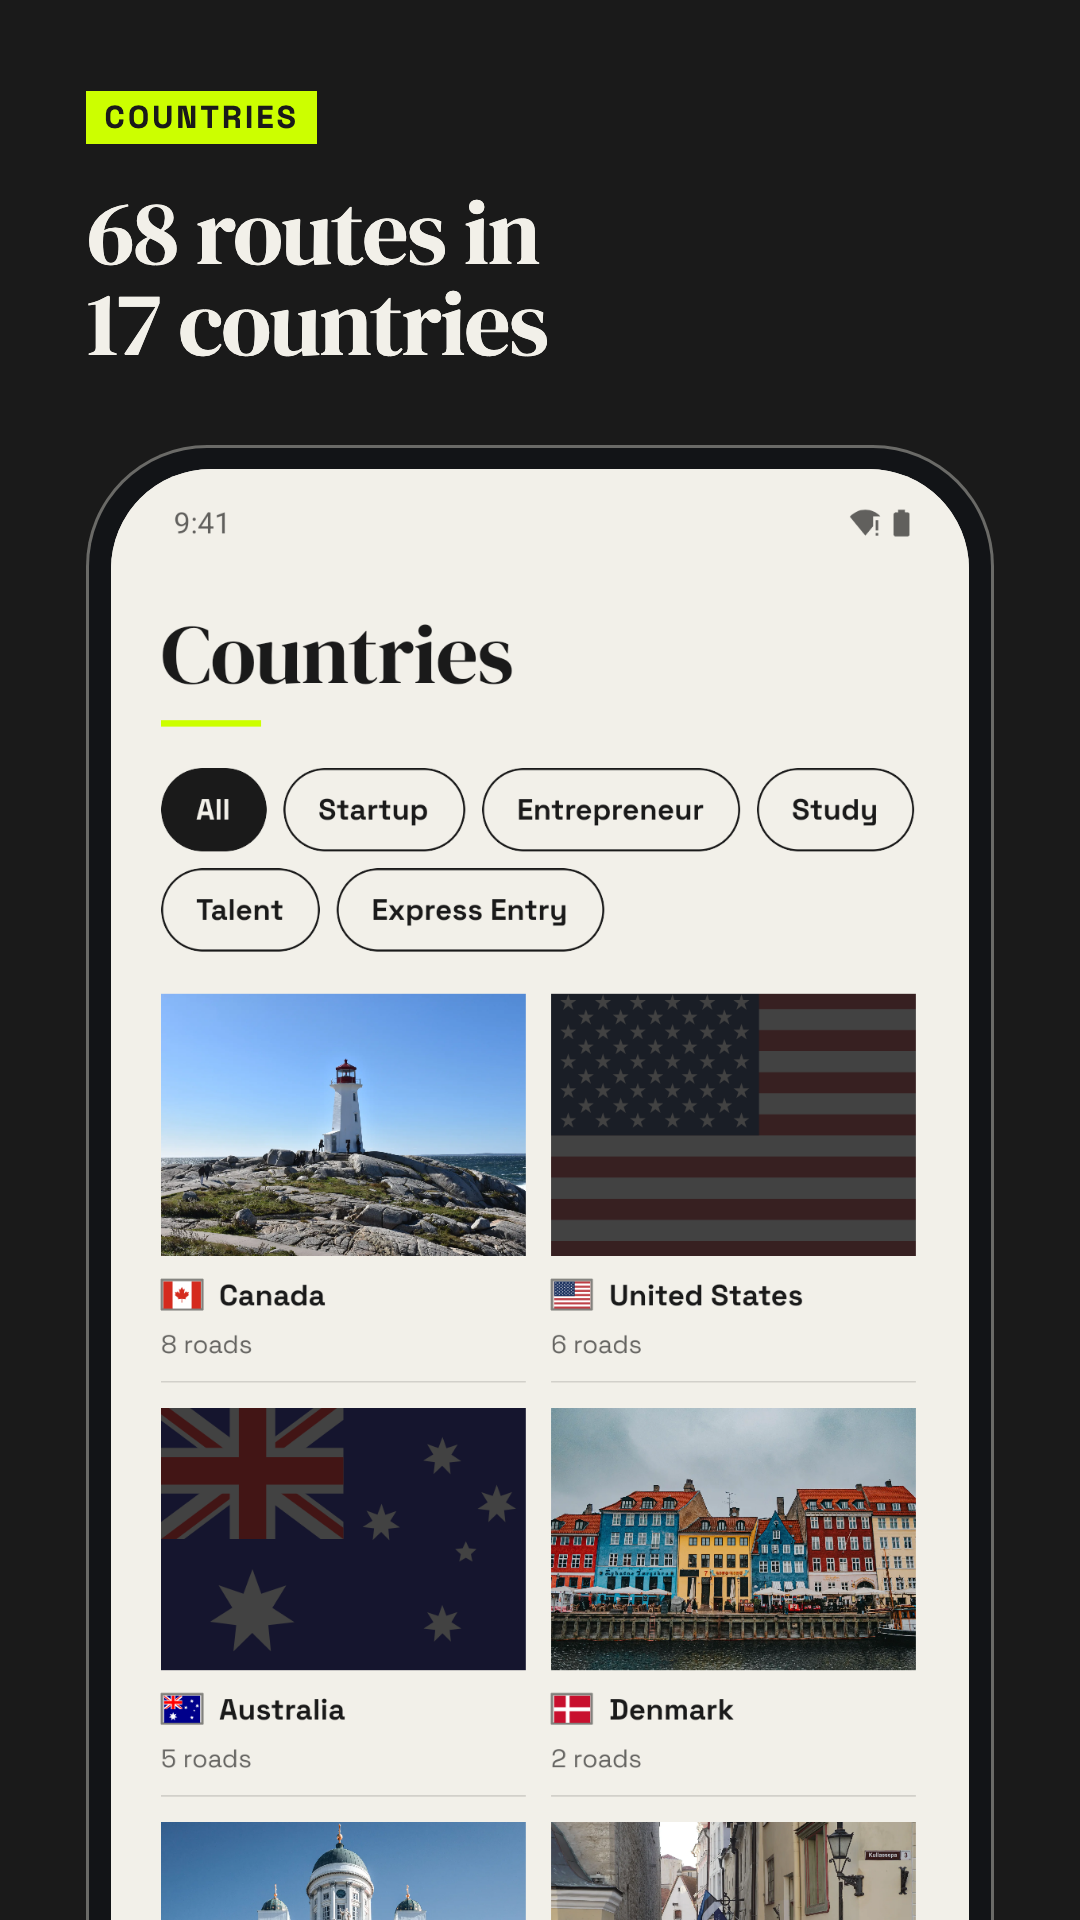 COUNTRIES
68 routes in
17 countries
9:41
Countries
All
Startup
Entrepreneur
Study
Talent
Express Entry
Canada
United States
8 roads
6 roads
Australia
Denmark
5 roads
2 roads